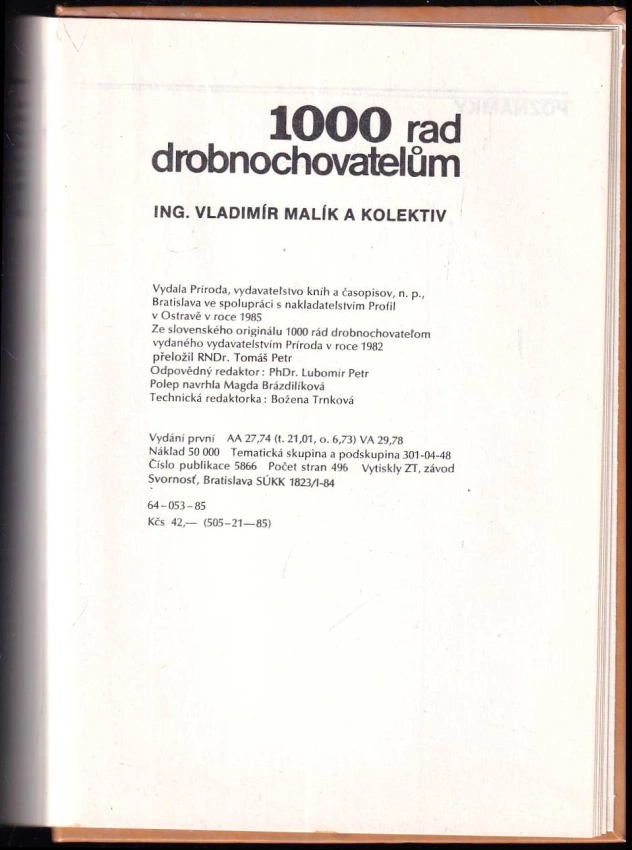 POZNÁMKY
1000 rad
drobnochovatelům
ING. VLADIMÍR MALÍK A KOLEKTIV
Vydala Príroda, vydavateľstvo kníh a časopisov, n. p.,
Bratislava ve spolupráci s nakladatelstvím Profil
v Ostravě v roce 1985
Ze slovenského originálu 1000 rád drobnochovateľom
vydaného vydavatelstvím Príroda v roce 1982
přeložil RNDr. Tomáš Petr
Odpovědný redaktor: PhDr. Lubomír Petr
Polep navrhla Magda Brázdilíková
Technická redaktorka: Božena Trnková
Vydání první AA 27,74 (t. 21,01, o. 6,73) VA 29,78
Náklad 50 000 Tematická skupina a podskupina 301-04-48
Číslo publikace 5866 Počet stran 496 Vytiskly ZT, závod
Svornosť, Bratislava SÚKK 1823/I-84
64–053–85
Kčs 42,— (505–21—85)